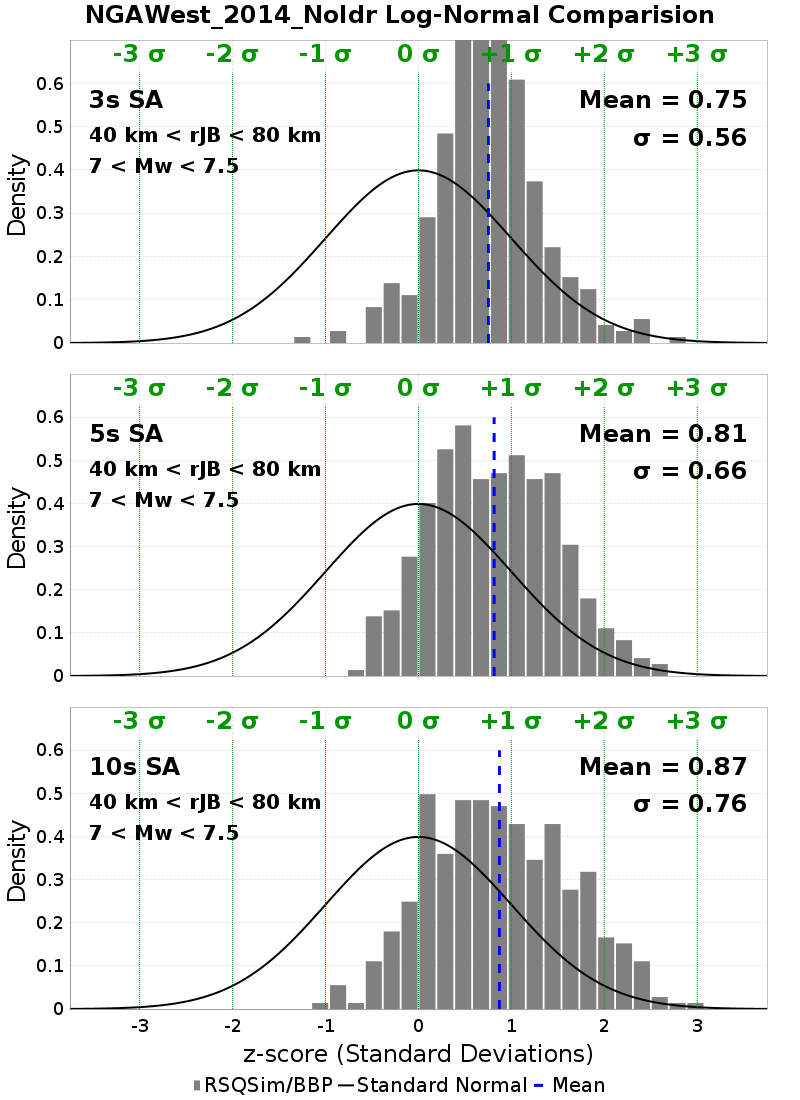 NGAWest_2014_NoIdr Log-Normal Comparision
-3 σ -2 σ -1 σ 0 σ +1 σ +2 σ +3 σ
3s SA Mean = 0.75
40 km < rJB < 80 km σ = 0.56
7 < Mw < 7.5
0.6
0.5
0.4
0.3
0.2
0.1
0
Density
-3 σ -2 σ -1 σ 0 σ +1 σ +2 σ +3 σ
5s SA Mean = 0.81
40 km < rJB < 80 km σ = 0.66
7 < Mw < 7.5
0.6
0.5
0.4
0.3
0.2
0.1
0
Density
-3 σ -2 σ -1 σ 0 σ +1 σ +2 σ +3 σ
10s SA Mean = 0.87
40 km < rJB < 80 km σ = 0.76
7 < Mw < 7.5
0.6
0.5
0.4
0.3
0.2
0.1
0
Density
-3 -2 -1 0 1 2 3
z-score (Standard Deviations)
RSQSim/BBP Standard Normal Mean